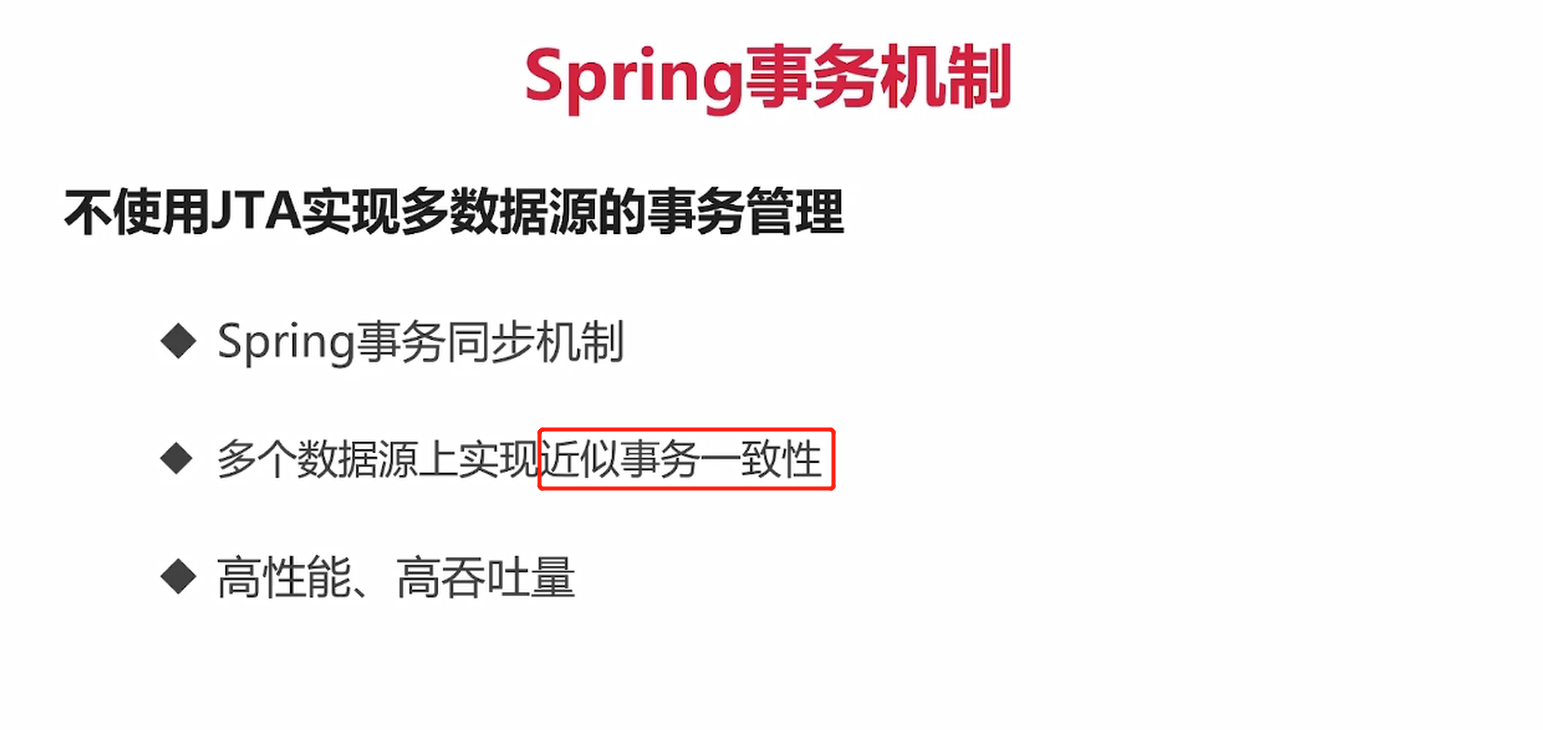 Spring事务机制
不使用JTA实现多数据源的事务管理
Spring事务同步机制
多个数据源上实现近似事务一致性
高性能、高吞吐量